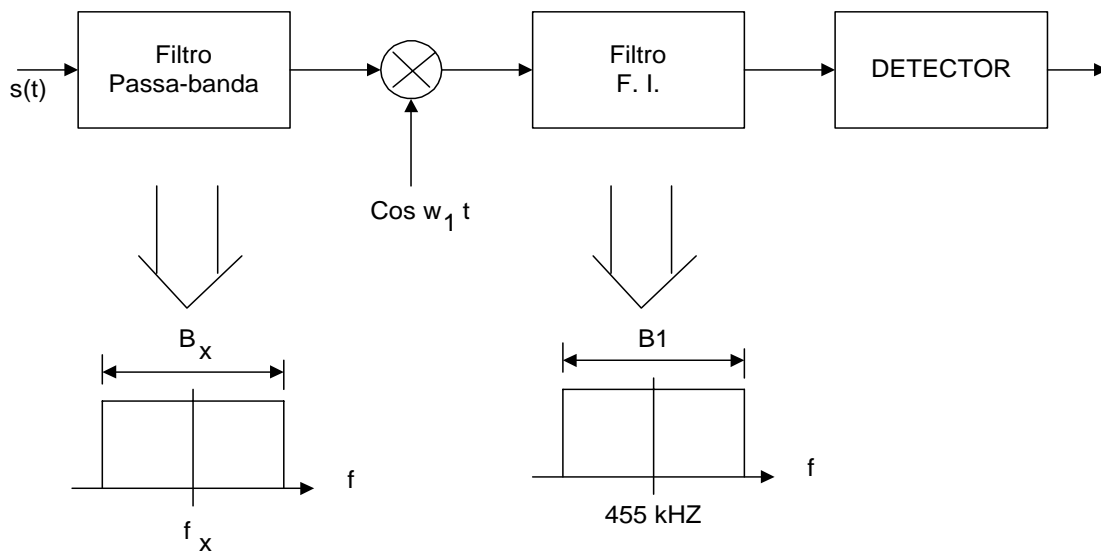 s(t)
Filtro
Passa-banda
Filtro
F. I.
DETECTOR
Cos w1 t
Bx
B1
f
f
fx
455 kHZ